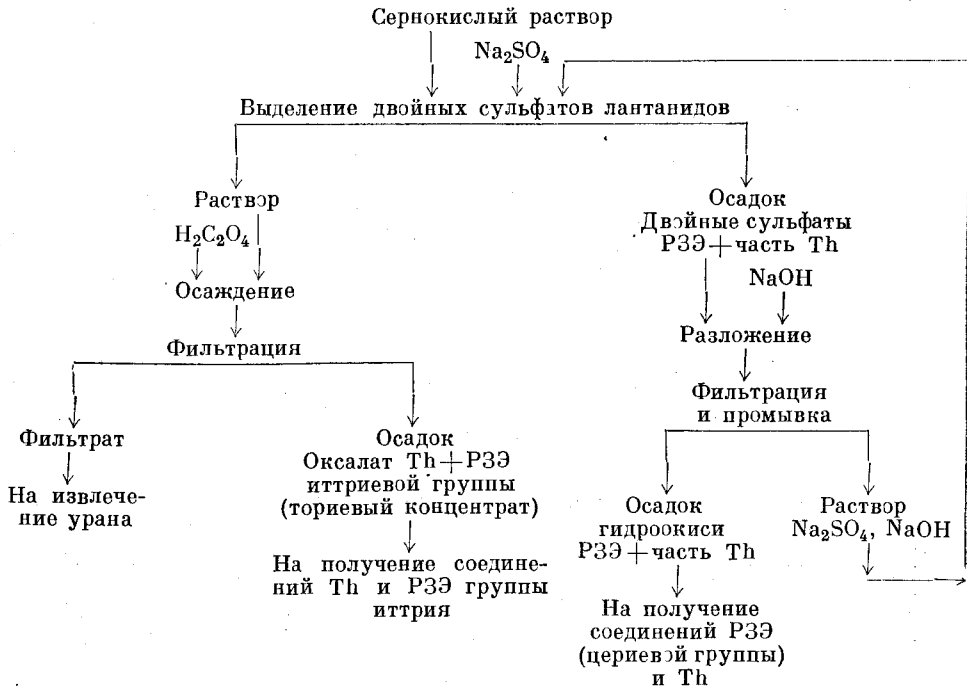 Сернокислый раствор
Na₂SO₄
Выделение двойных сульфатов лантанидов
Раствор
H₂C₂O₄
Осаждение
Фильтрация
Фильтрат
На извлече-
ние урана
Осадок
Оксалат Th+РЗЭ
иттриевой группы
(ториевый концентрат)
На получение соедине-
ний Th и РЗЭ группы
иттрия
Осадок
Двойные сульфаты
РЗЭ+часть Th
NaOH
Разложение
Фильтрация
и промывка
Осадок
гидроокиси
РЗЭ+часть Th
На получение
соединений РЗЭ
(цериевой группы)
и Th
Раствор
Na₂SO₄, NaOH